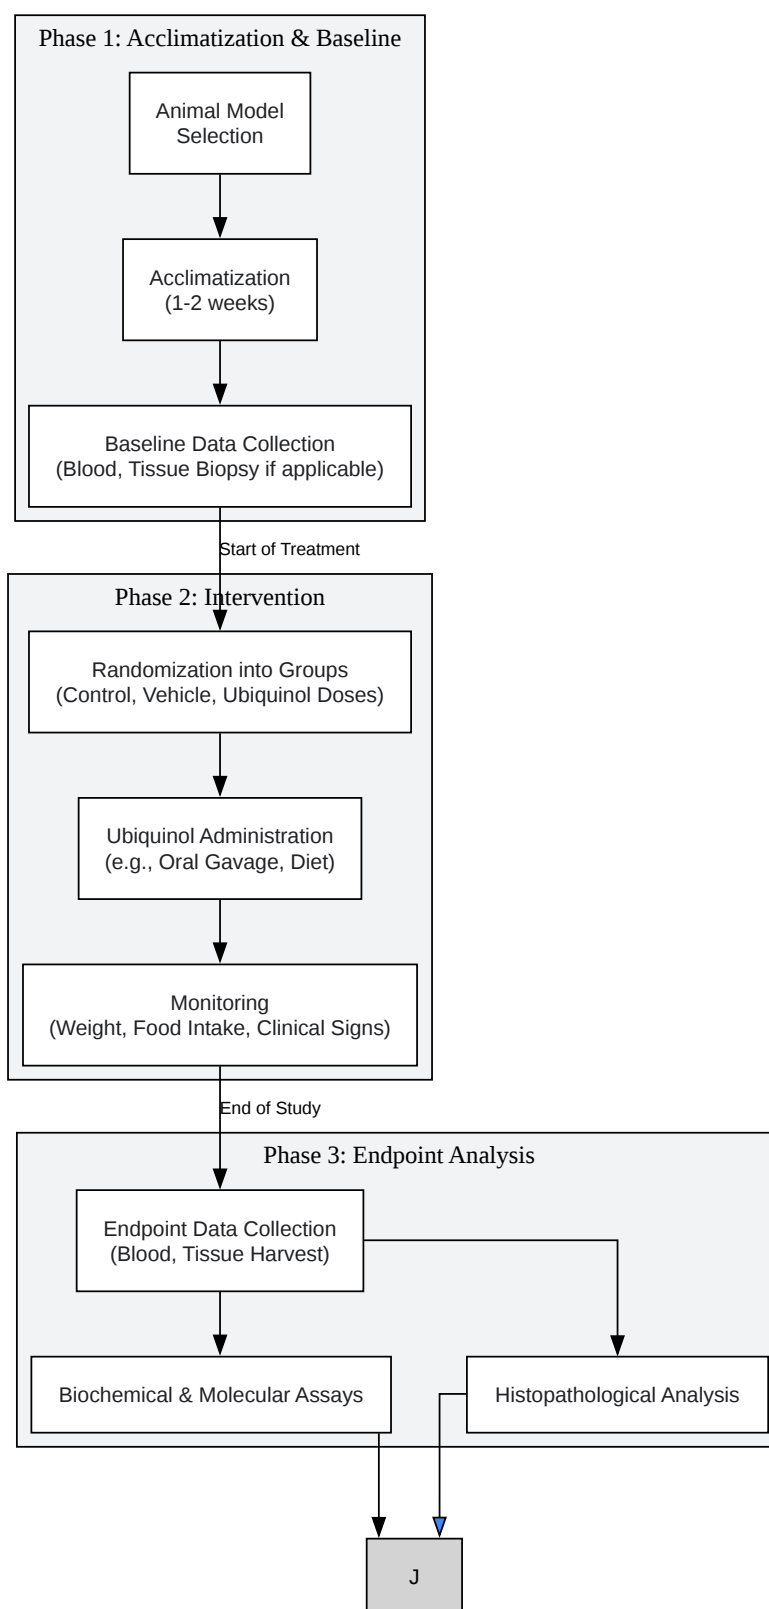 Phase 1: Acclimatization & Baseline
Animal Model
Selection
Acclimatization
(1-2 weeks)
Baseline Data Collection
(Blood, Tissue Biopsy if applicable)
Start of Treatment
Phase 2: Intervention
Randomization into Groups
(Control, Vehicle, Ubiquinol Doses)
Ubiquinol Administration
(e.g., Oral Gavage, Diet)
Monitoring
(Weight, Food Intake, Clinical Signs)
End of Study
Phase 3: Endpoint Analysis
Endpoint Data Collection
(Blood, Tissue Harvest)
Biochemical & Molecular Assays
Histopathological Analysis
J